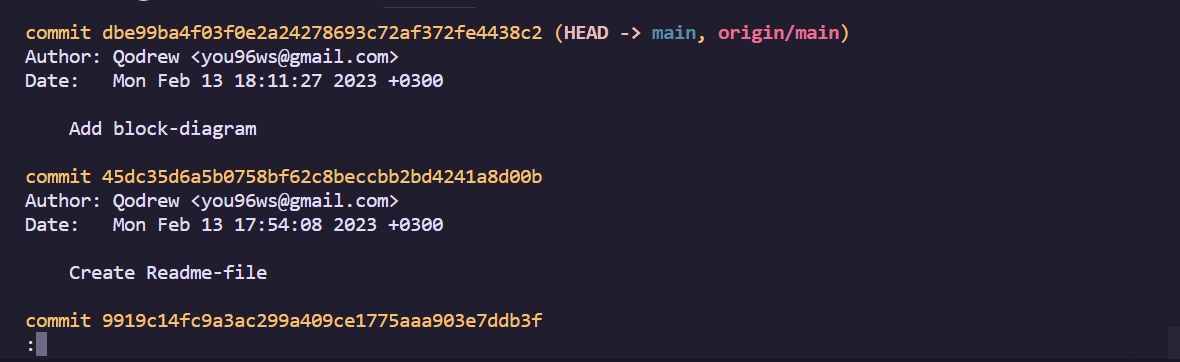 commit dbe99ba4f03f0e2a24278693c72af372fe4438c2 (HEAD -> main, origin/main)
Author: Qodrew <you96ws@gmail.com>
Date:   Mon Feb 13 18:11:27 2023 +0300
    Add block-diagram
commit 45dc35d6a5b0758bf62c8beccbb2bd4241a8d00b
Author: Qodrew <you96ws@gmail.com>
Date:   Mon Feb 13 17:54:08 2023 +0300
    Create Readme-file
commit 9919c14fc9a3ac299a409ce1775aaa903e7ddb3f
: